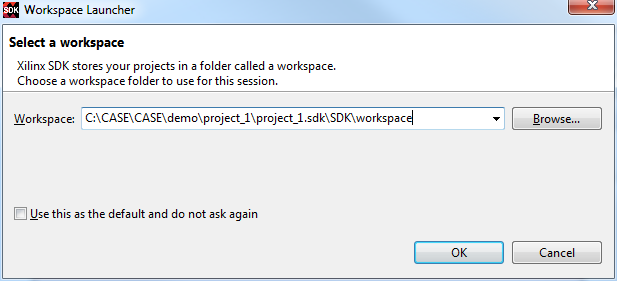 SDK Workspace Launcher
Select a workspace
Xilinx SDK stores your projects in a folder called a workspace.
Choose a workspace folder to use for this session.
Workspace: C:\CASE\CASE\demo\project_1\project_1.sdk\SDK\workspace Browse...
Use this as the default and do not ask again
OK Cancel